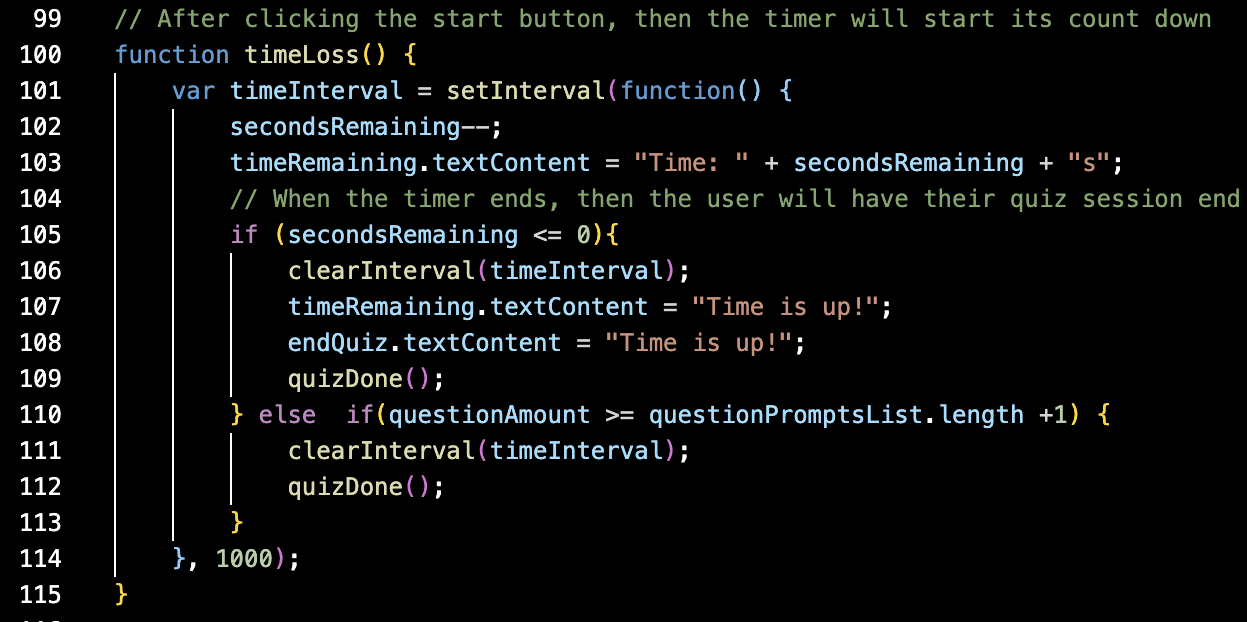 99 // After clicking the start button, then the timer will start its count down
100 function timeLoss() {
101 var timeInterval = setInterval(function() {
102 secondsRemaining--;
103 timeRemaining.textContent = "Time: " + secondsRemaining + "s";
104 // When the timer ends, then the user will have their quiz session end
105 if (secondsRemaining <= 0){
106 clearInterval(timeInterval);
107 timeRemaining.textContent = "Time is up!";
108 endQuiz.textContent = "Time is up!";
109 quizDone();
110 } else  if(questionAmount >= questionPromptsList.length +1) {
111 clearInterval(timeInterval);
112 quizDone();
113 }
114 }, 1000);
115 }